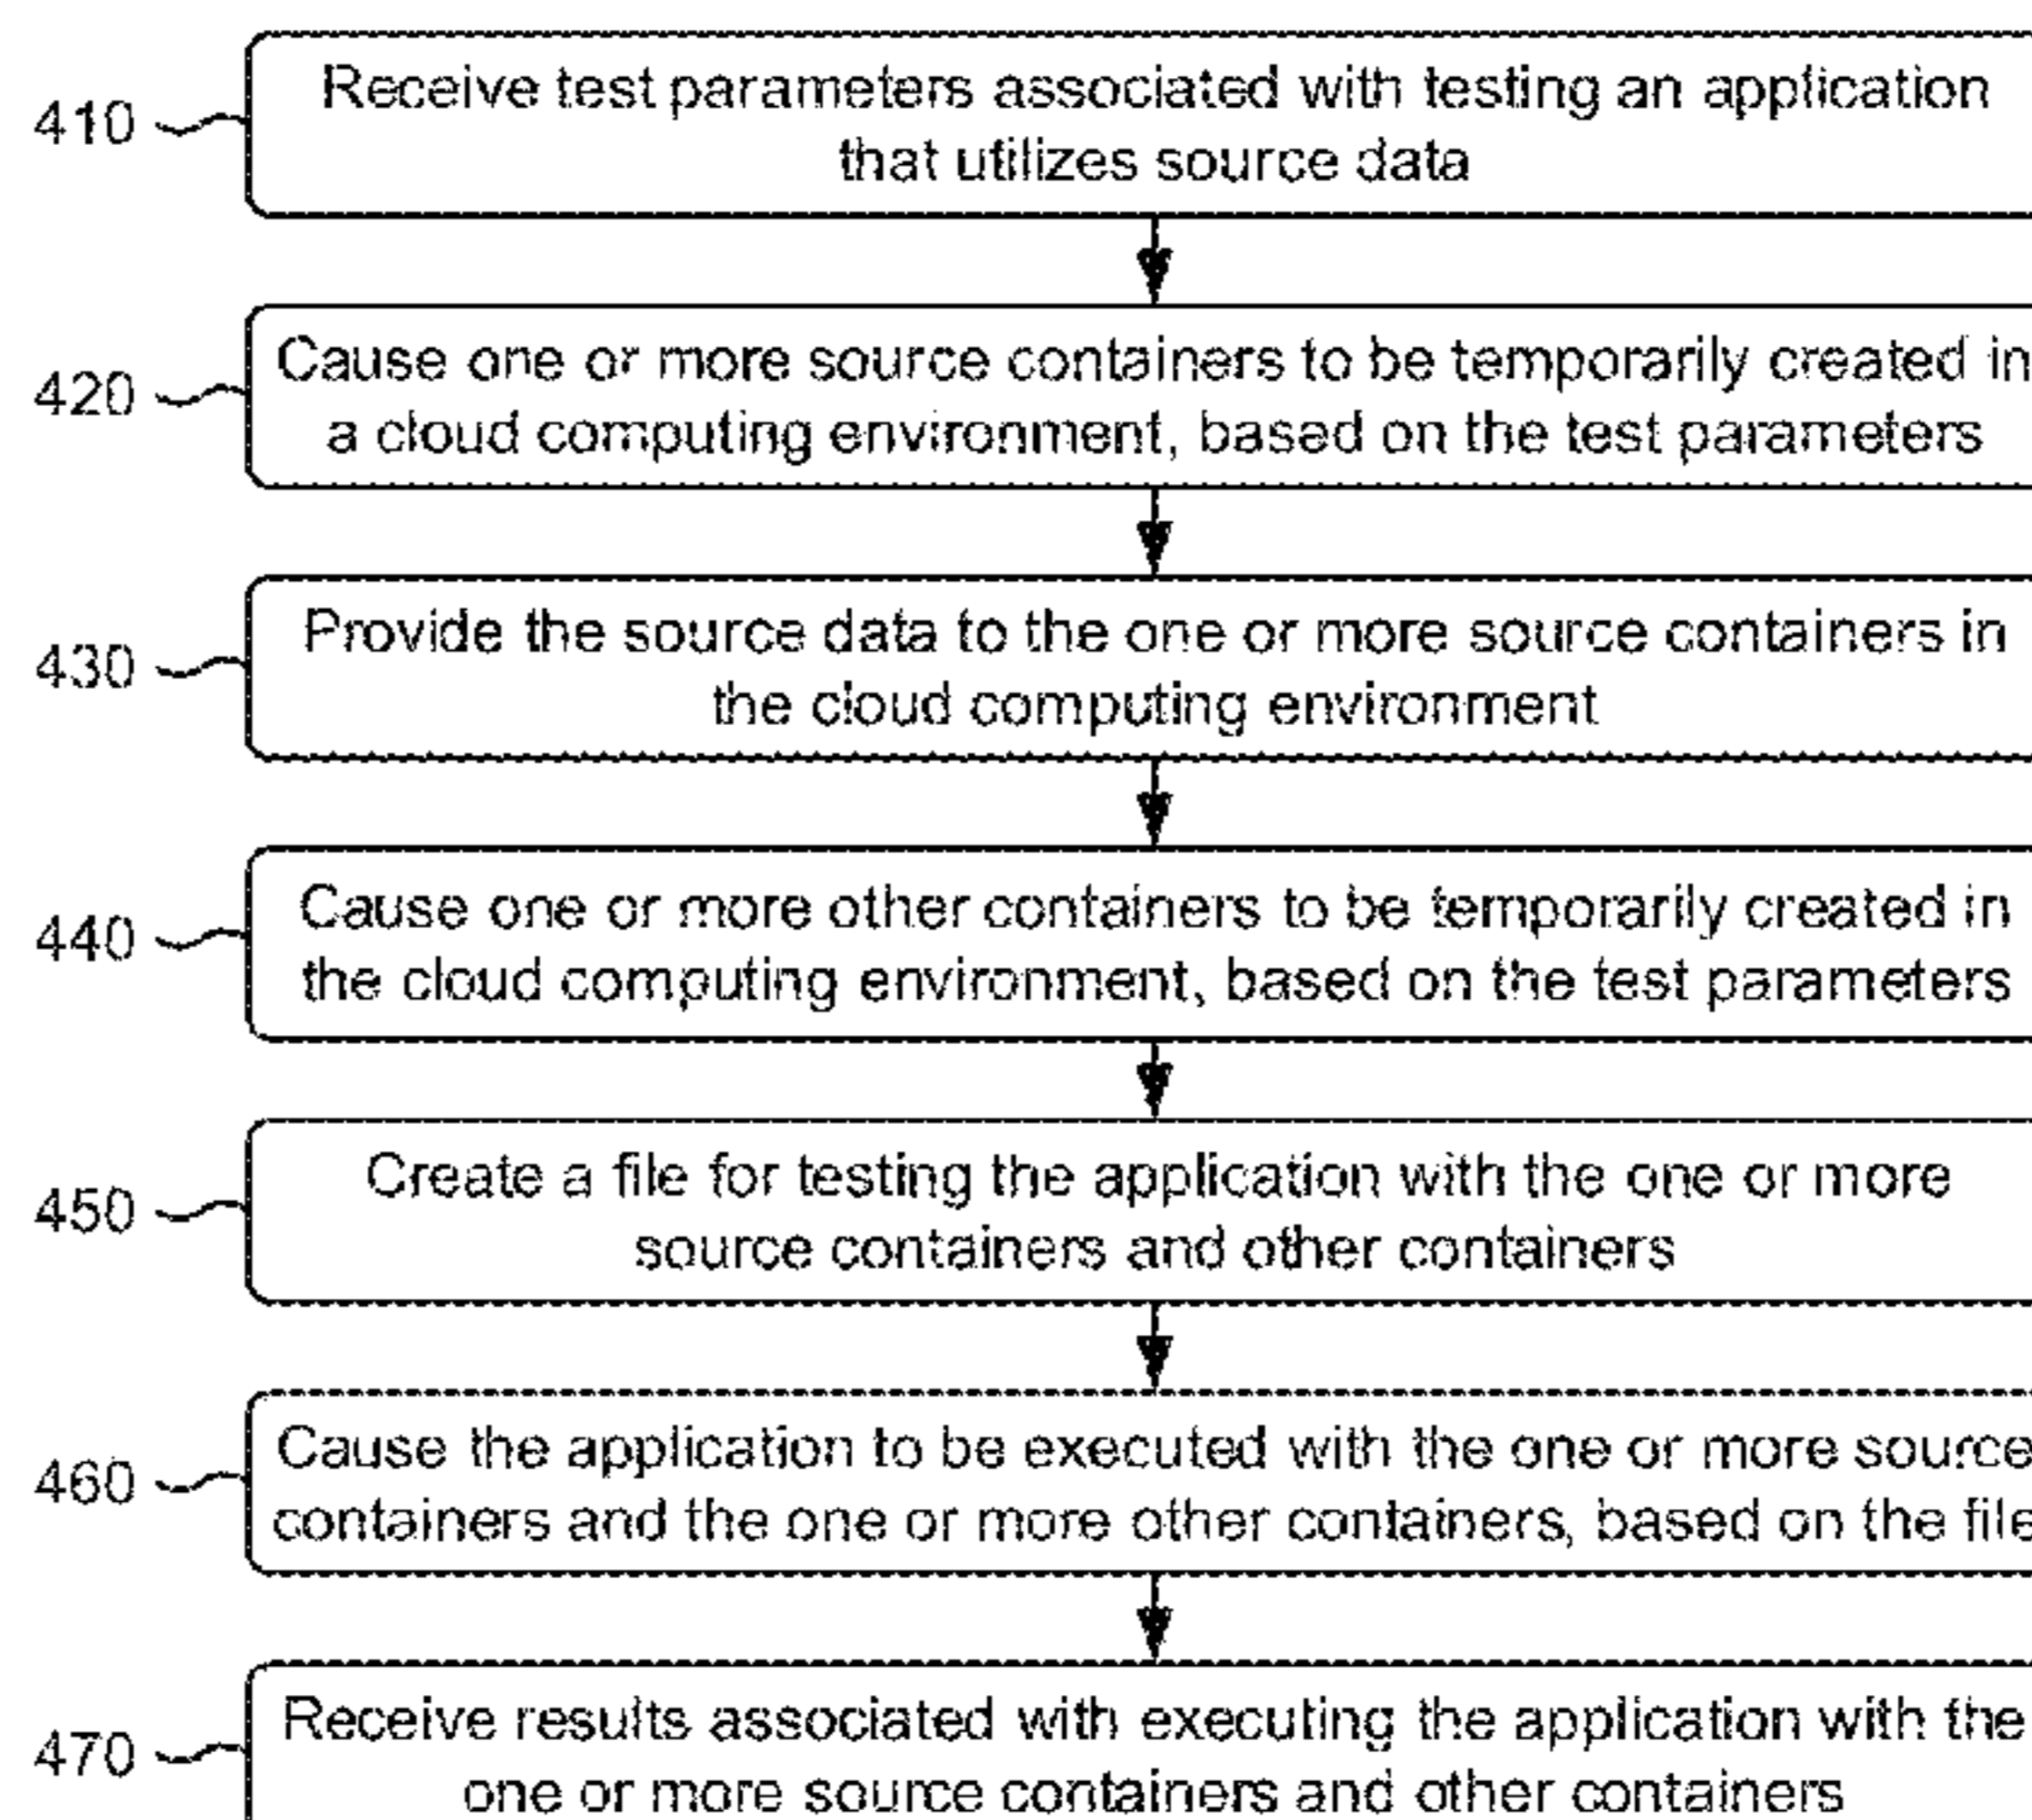 410
Receive test parameters associated with testing an application
that utilizes source data
420
Cause one or more source containers to be temporarily created in
a cloud computing environment, based on the test parameters
430
Provide the source data to the one or more source containers in
the cloud computing environment
440
Cause one or more other containers to be temporarily created in
the cloud computing environment, based on the test parameters
450
Create a file for testing the application with the one or more
source containers and other containers
460
Cause the application to be executed with the one or more source
containers and the one or more other containers, based on the file
470
Receive results associated with executing the application with the
one or more source containers and other containers